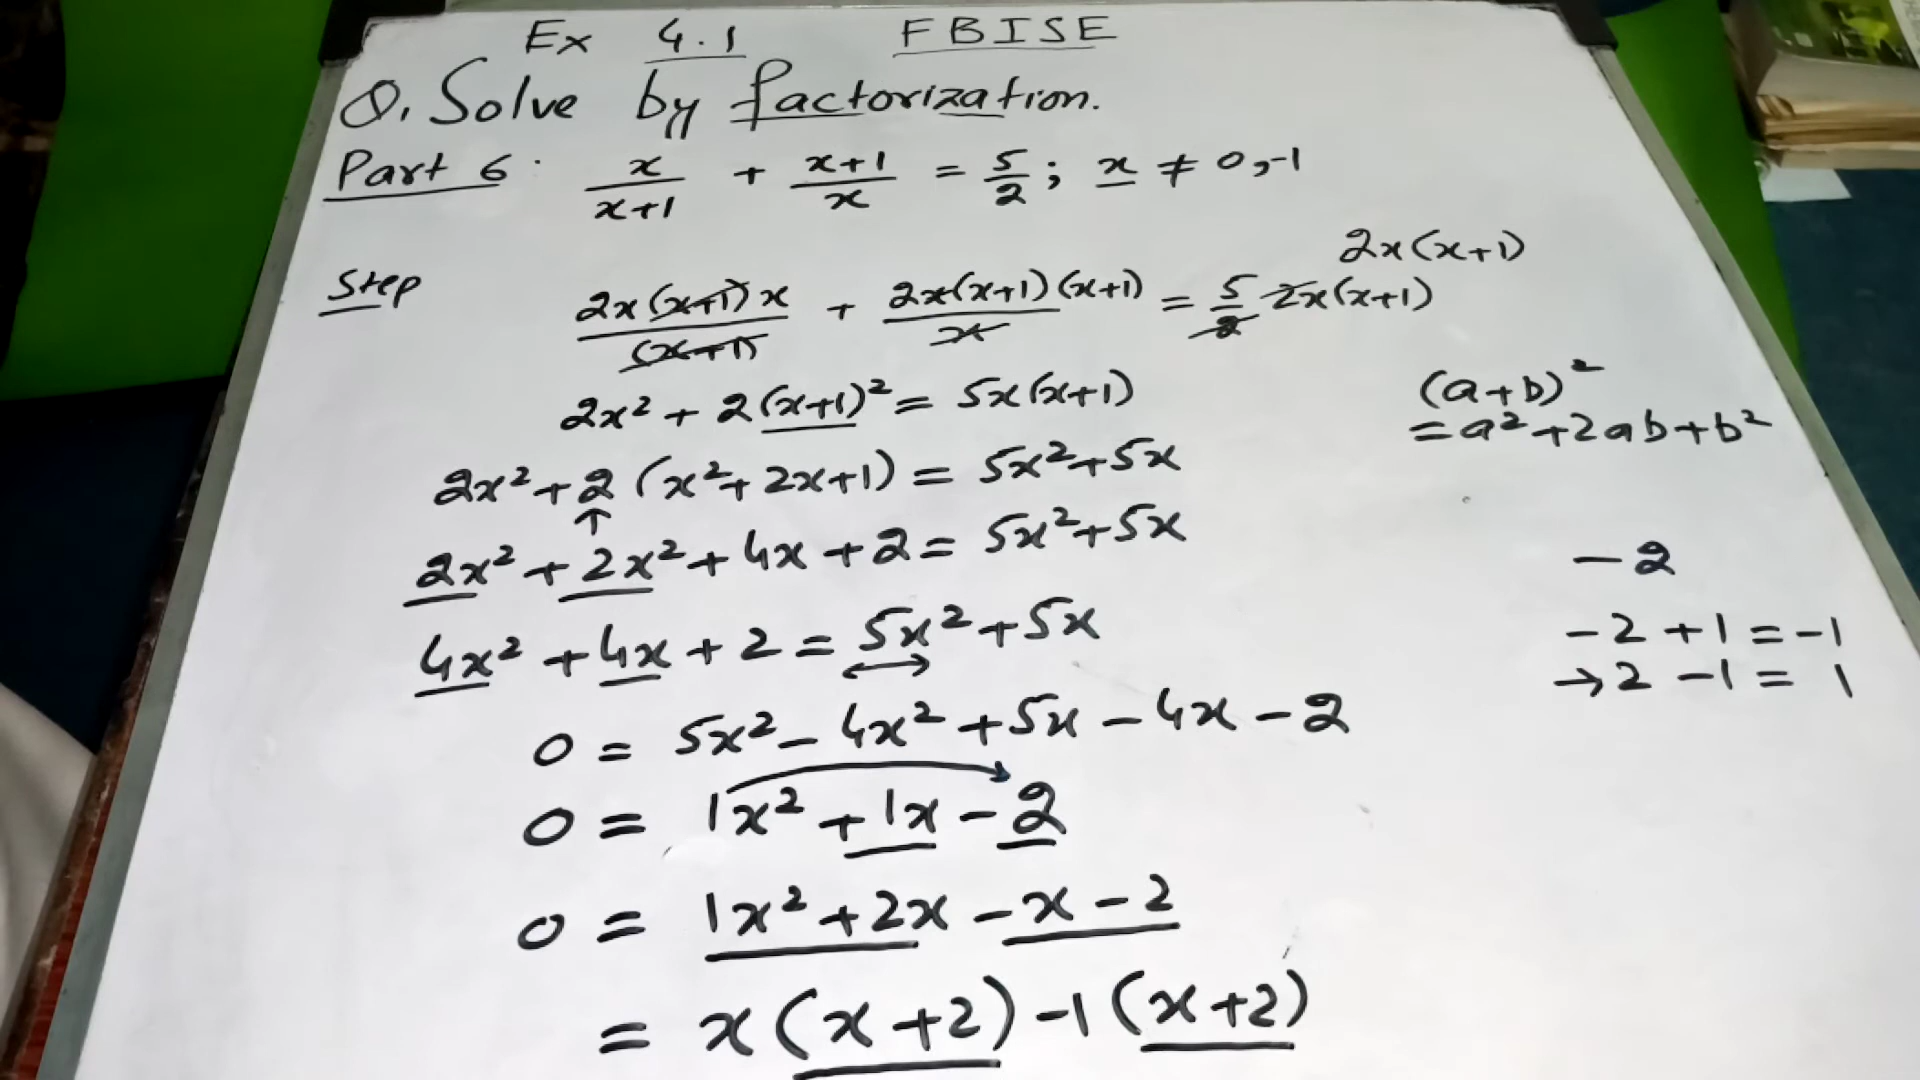 Ex 4.1 FBISE
Q. Solve by factorization.
Part 6: x/(x+1) + (x+1)/x = 5/2 ; x ≠ 0,-1
2x(x+1)
Step 2x(x+1)x/(x+1) + 2x(x+1)(x+1)/x = 5/2 2x(x+1)
2x² + 2(x+1)² = 5x(x+1)
(a+b)²
= a²+2ab+b²
2x²+2(x²+2x+1) = 5x²+5x
2x²+2x²+4x+2 = 5x²+5x
-2
4x²+4x+2 = 5x²+5x
-2+1=-1
→2-1=1
0 = 5x²-4x²+5x-4x-2
0 = 1x²+1x-2
0 = 1x²+2x-x-2
= x(x+2)-1(x+2)